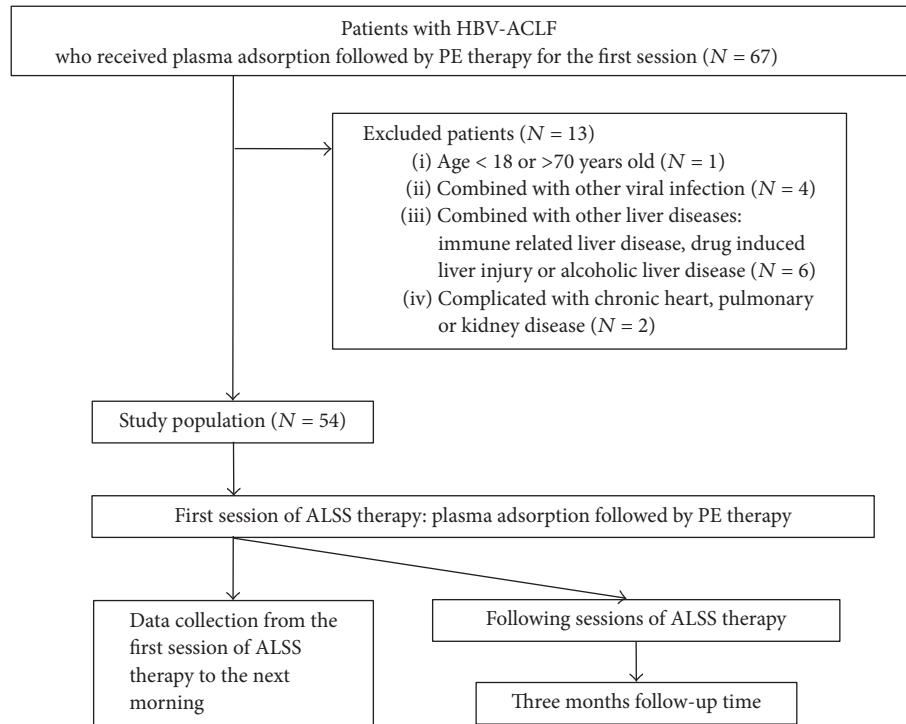 Patients with HBV-ACLF
who received plasma adsorption followed by PE therapy for the first session (N = 67)
Excluded patients (N = 13)
(i) Age < 18 or >70 years old (N = 1)
(ii) Combined with other viral infection (N = 4)
(iii) Combined with other liver diseases:
immune related liver disease, drug induced
liver injury or alcoholic liver disease (N = 6)
(iv) Complicated with chronic heart, pulmonary
or kidney disease (N = 2)
Study population (N = 54)
First session of ALSS therapy: plasma adsorption followed by PE therapy
Data collection from the
first session of ALSS
therapy to the next
morning
Following sessions of ALSS therapy
Three months follow-up time